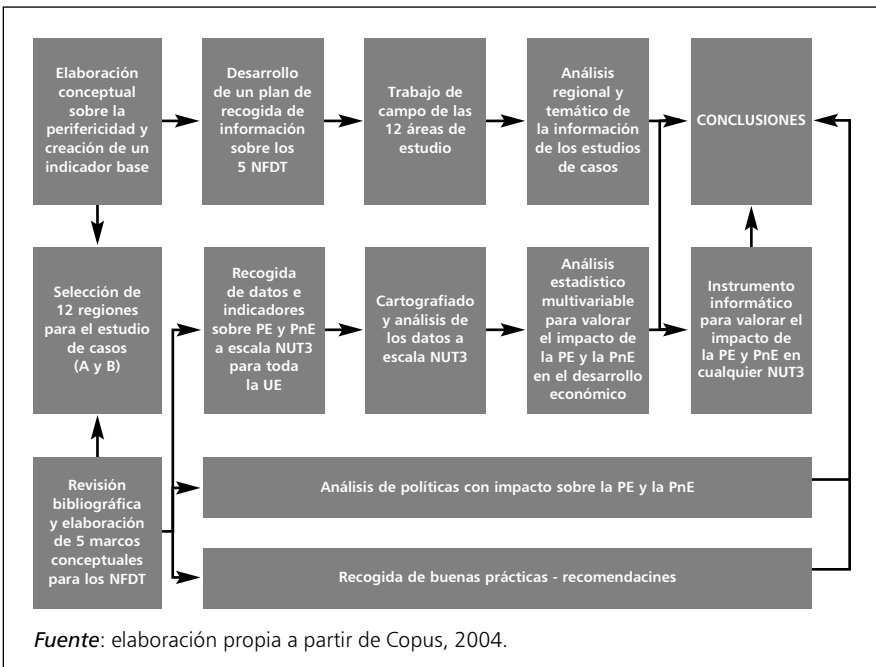 Elaboración
conceptual
sobre la
perifericidad y
creación de un
indicador base
Desarrollo
de un plan de
recogida de
información
sobre los
5 NFDT
Trabajo de
campo de las
12 áreas de
estudio
Análisis
regional y
temático de
la información
de los estudios
de casos
CONCLUSIONES
Selección de
12 regiones
para el estudio
de casos
(A y B)
Recogida
de datos e
indicadores
sobre PE y PnE
a escala NUT3
para toda
la UE
Cartografiado
y análisis de
los datos a
escala NUT3
Análisis
estadístico
multivariable
para valorar
el impacto de
la PE y la PnE
en el desarrollo
económico
Instrumento
informático
para valorar el
impacto de
la PE y PnE en
cualquier NUT3
Revisión
bibliográfica
y elaboración
de 5 marcos
conceptuales
para los NFDT
Análisis de políticas con impacto sobre la PE y la PnE
Recogida de buenas prácticas - recomendacines
Fuente: elaboración propia a partir de Copus, 2004.